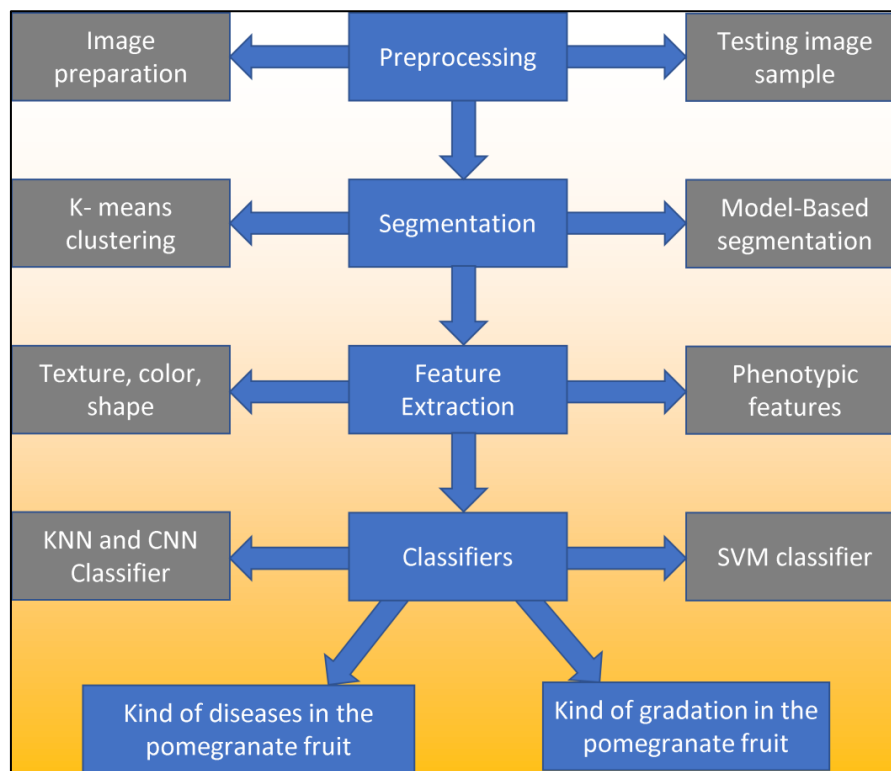 Image
preparation
Preprocessing
Testing image
sample
K- means
clustering
Segmentation
Model-Based
segmentation
Texture, color,
shape
Feature
Extraction
Phenotypic
features
KNN and CNN
Classifier
Classifiers
SVM classifier
Kind of diseases in the
pomegranate fruit
Kind of gradation in the
pomegranate fruit